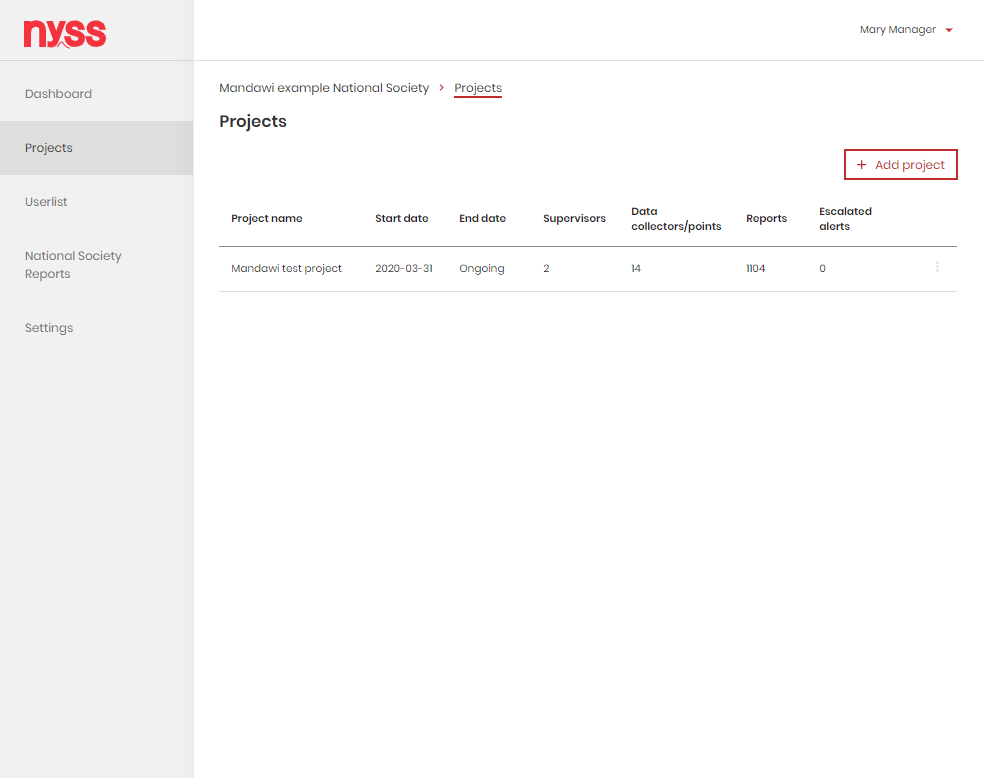 nyss
Mary Manager
Dashboard
Projects
Userlist
National Society
Reports
Settings
Mandawi example National Society > Projects
Projects
+ Add project
Project name Start date End date Supervisors Data collectors/points Reports Escalated alerts
Mandawi test project 2020-03-31 Ongoing 2 14 1104 0